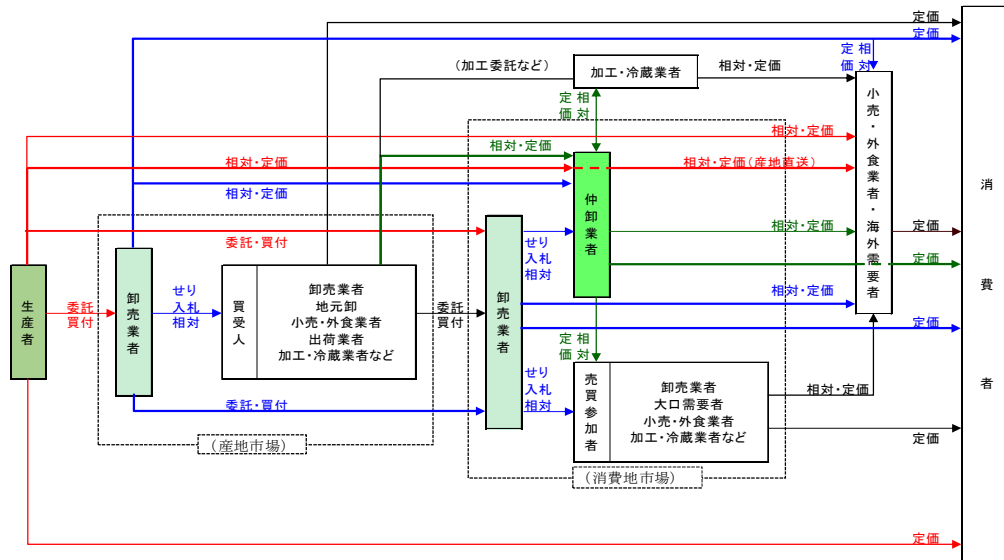 定価
定価
定 相
価 対
(加工委託など)
加工・冷蔵業者
相対・定価
定 相
価 対
小売・外食業者・海外需要者
消費者
相対・定価
相対・定価
相対・定価
相対・定価(産地直送)
相対・定価
仲卸業者
委託・買付
せり
入札
相対
相対・定価
定価
定価
生産者
委託
買付
卸売業者
せり
入札
相対
買受人
卸売業者
地元卸
小売・外食業者
出荷業者
加工・冷蔵業者など
委託
買付
卸売業者
相対・定価
定価
定 相
価 対
せり
入札
相対
売買参加者
卸売業者
大口需要者
小売・外食業者
加工・冷蔵業者など
相対・定価
定価
委託・買付
(産地市場)
(消費地市場)
定価